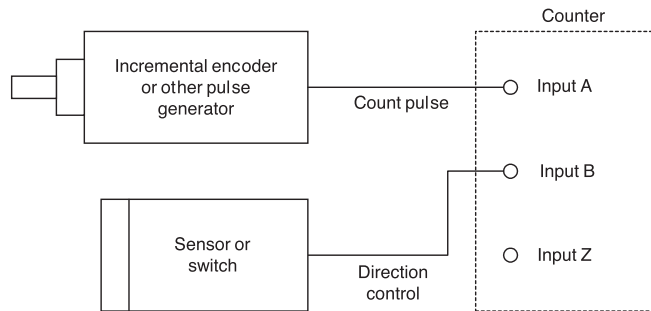 Counter
Incremental encoder
or other pulse
generator
Count pulse
Input A
Input B
Sensor or
switch
Direction
control
Input Z